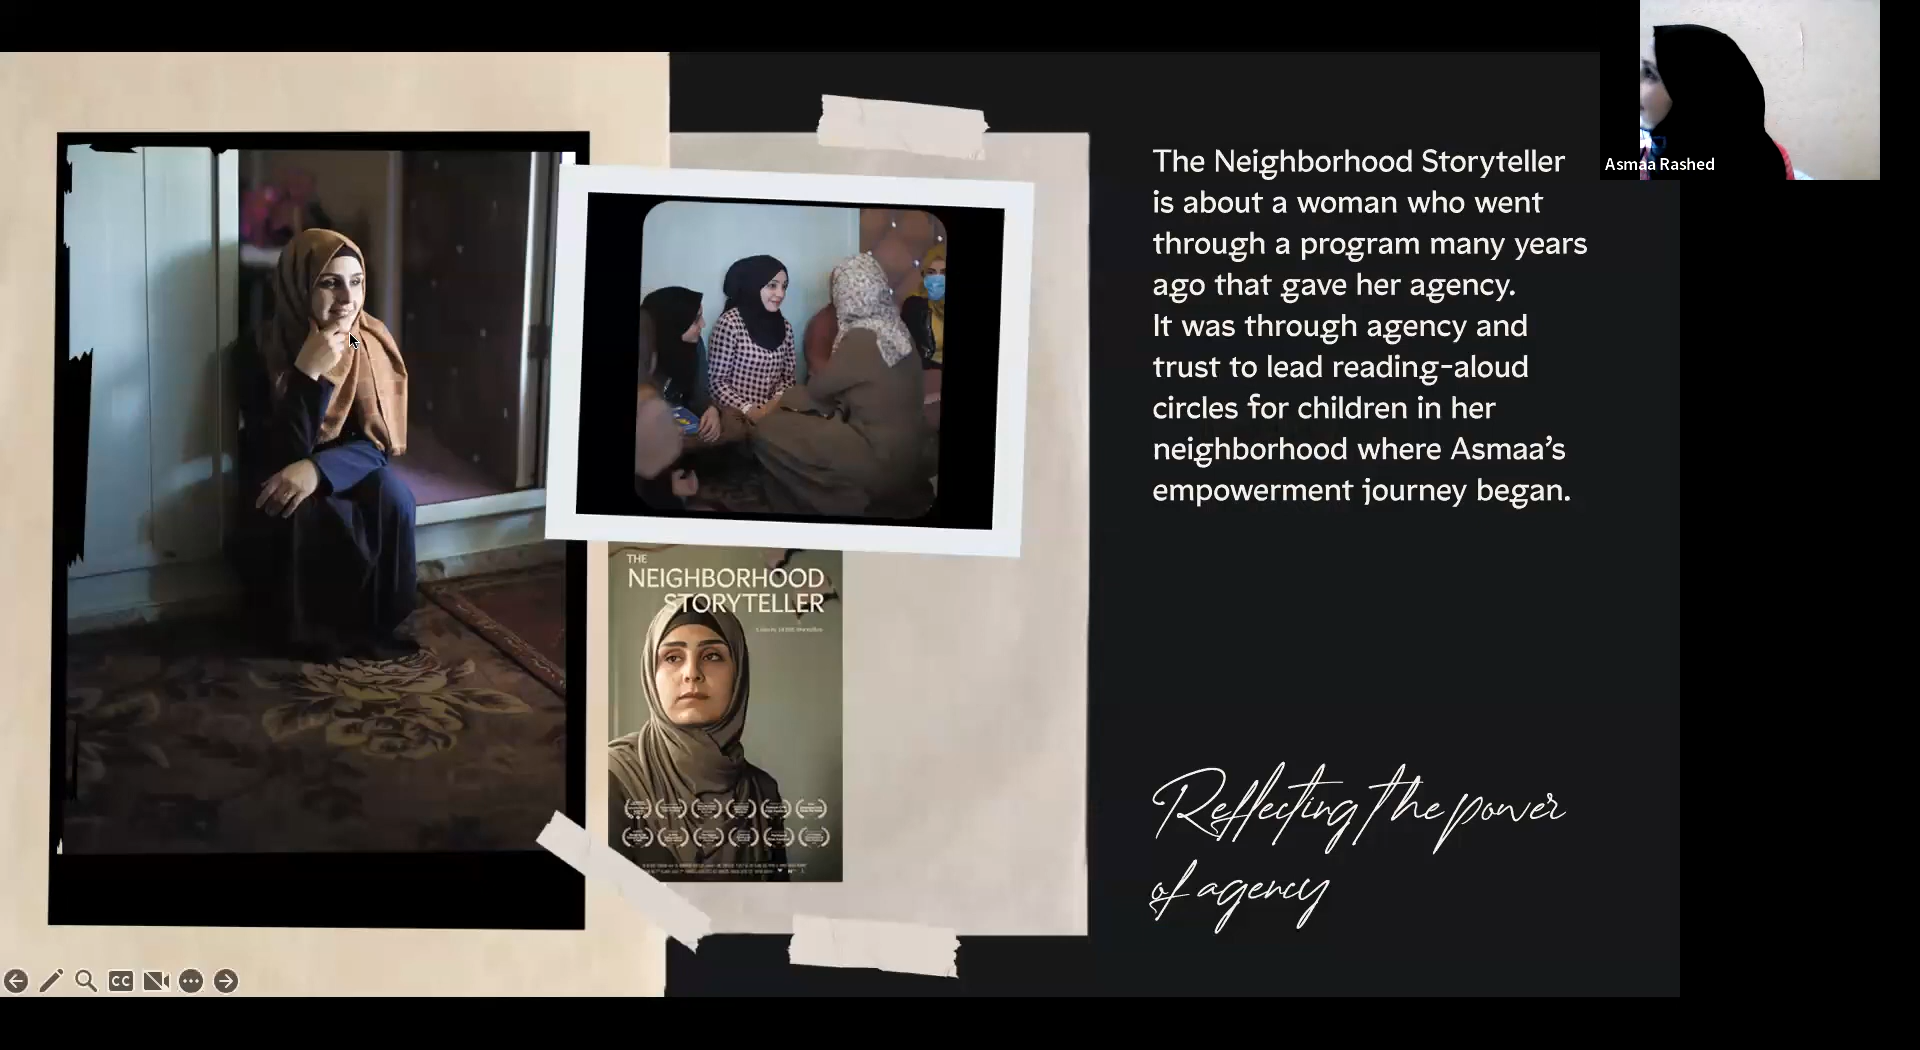 The Neighborhood Storyteller
is about a woman who went
through a program many years
ago that gave her agency.
It was through agency and
trust to lead reading-aloud
circles for children in her
neighborhood where Asmaa’s
empowerment journey began.
Reflecting the power
of agency
THE
NEIGHBORHOOD
STORYTELLER
Asmaa Rashed
CC